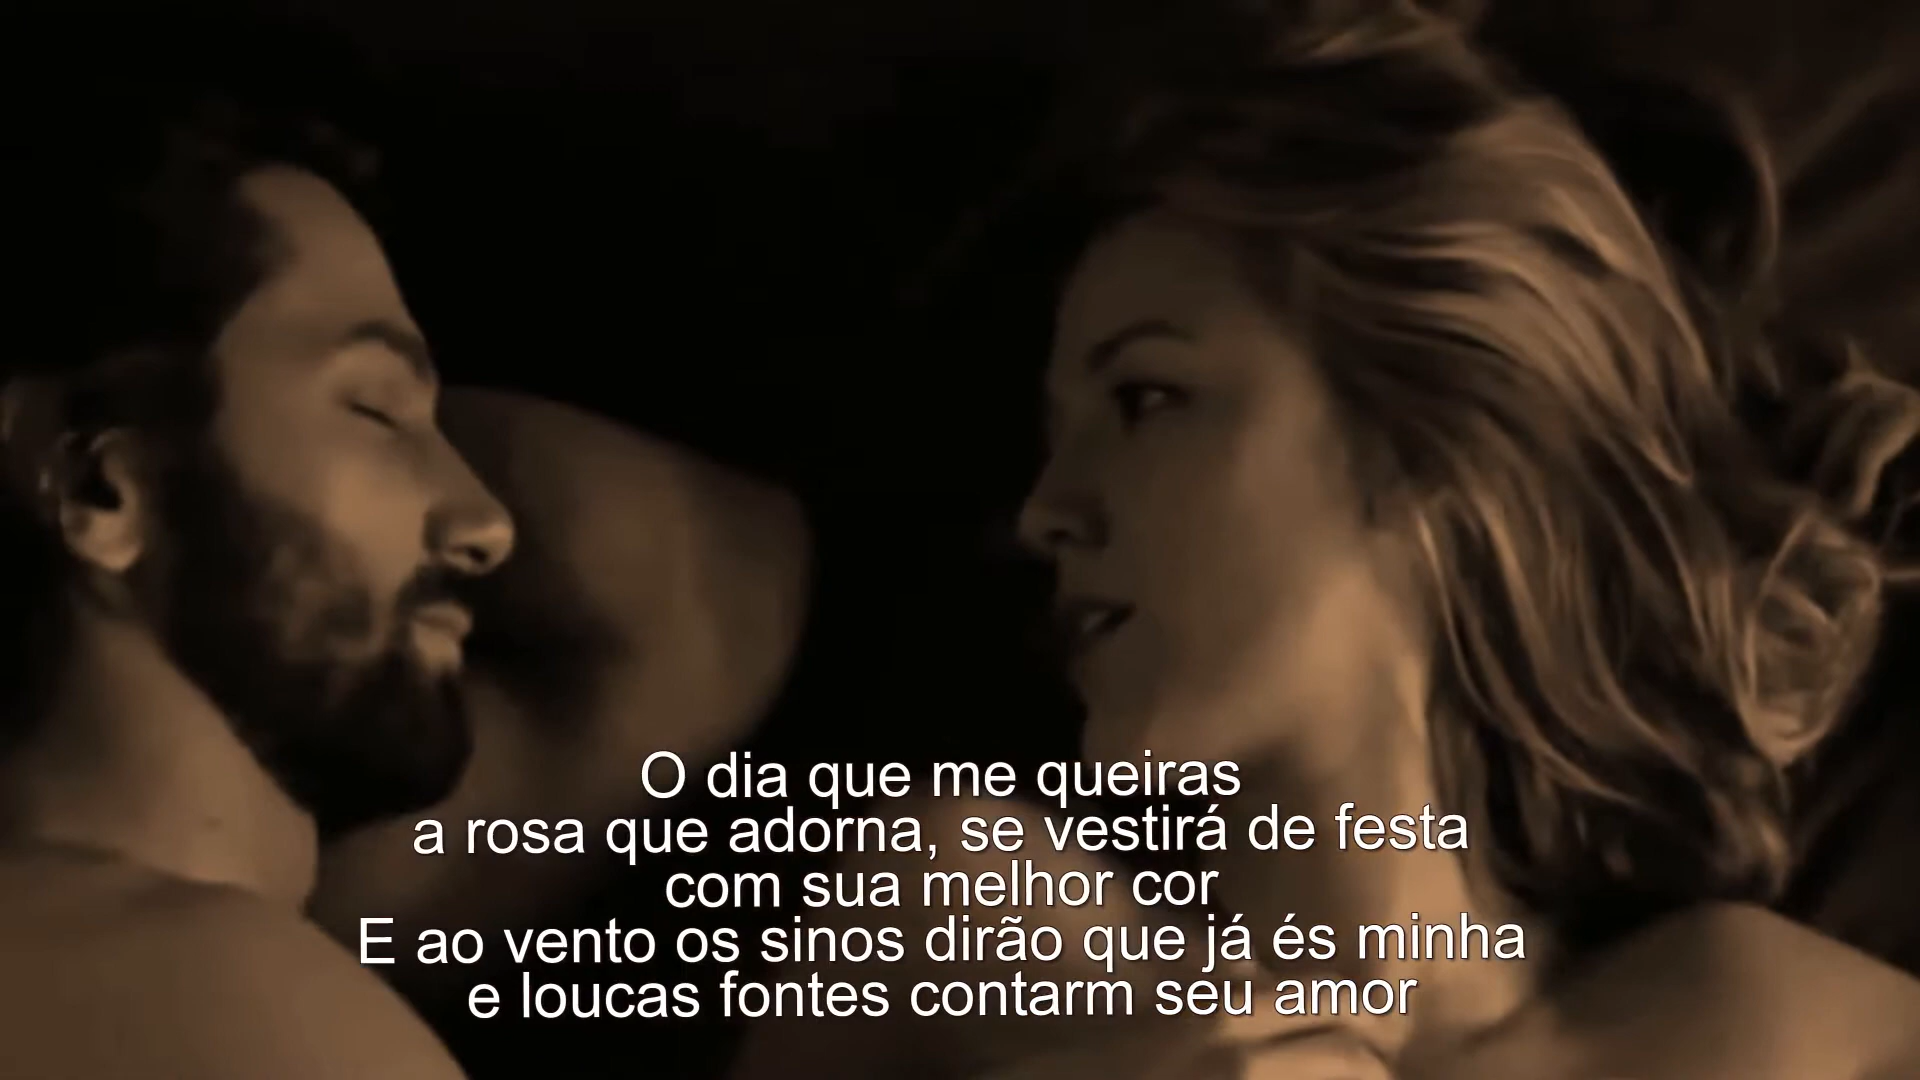 O dia que me queiras
a rosa que adorna, se vestirá de festa
com sua melhor cor
E ao vento os sinos dirão que já és minha
e loucas fontes contarm seu amor